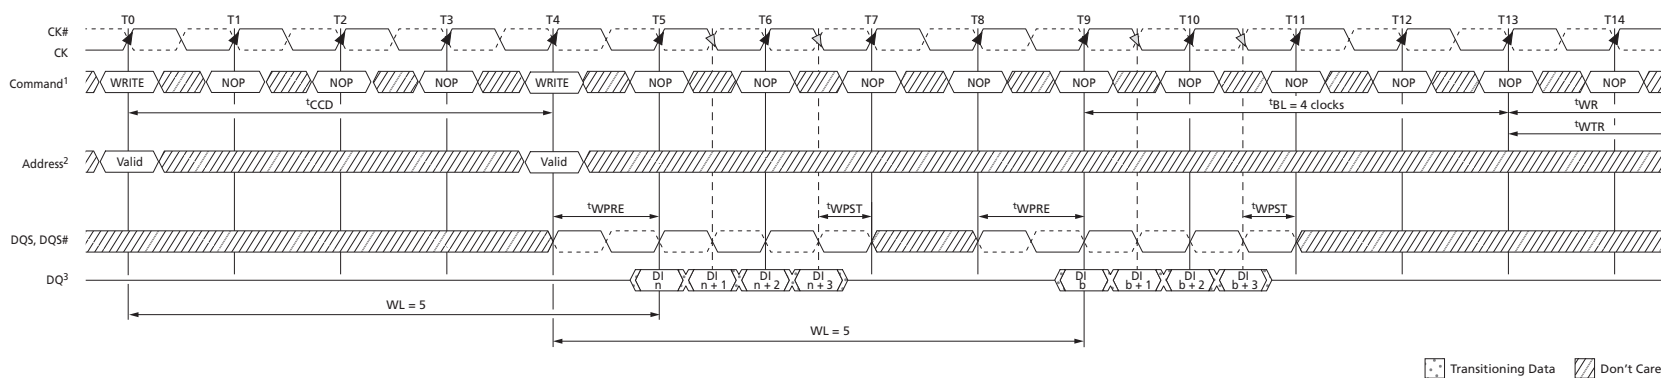 T0 T1 T2 T3 T4 T5 T6 T7 T8 T9 T10 T11 T12 T13 T14
CK#
CK
Command1 WRITE NOP NOP NOP WRITE NOP NOP NOP NOP NOP NOP NOP NOP NOP NOP
tCCD tBL = 4 clocks tWR
tWTR
Address2 Valid Valid
tWPRE tWPST tWPRE tWPST
DQS, DQS#
DQ3 DI n DI n + 1 DI n + 2 DI n + 3 DI b DI b + 1 DI b + 2 DI b + 3
WL = 5
WL = 5
Transitioning Data Don't Care